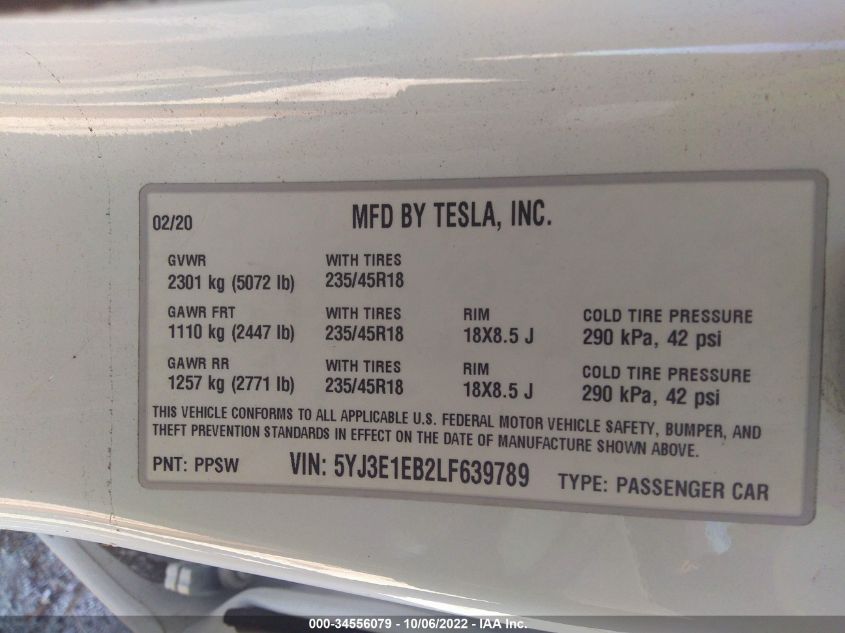 02/20 MFD BY TESLA, INC.
GVWR WITH TIRES
2301 kg (5072 lb) 235/45R18
GAWR FRT WITH TIRES RIM COLD TIRE PRESSURE
1110 kg (2447 lb) 235/45R18 18X8.5 J 290 kPa, 42 psi
GAWR RR WITH TIRES RIM COLD TIRE PRESSURE
1257 kg (2771 lb) 235/45R18 18X8.5 J 290 kPa, 42 psi
THIS VEHICLE CONFORMS TO ALL APPLICABLE U.S. FEDERAL MOTOR VEHICLE SAFETY, BUMPER, AND
THEFT PREVENTION STANDARDS IN EFFECT ON THE DATE OF MANUFACTURE SHOWN ABOVE.
PNT: PPSW VIN: 5YJ3E1EB2LF639789 TYPE: PASSENGER CAR
000-34556079 - 10/06/2022 - IAA Inc.